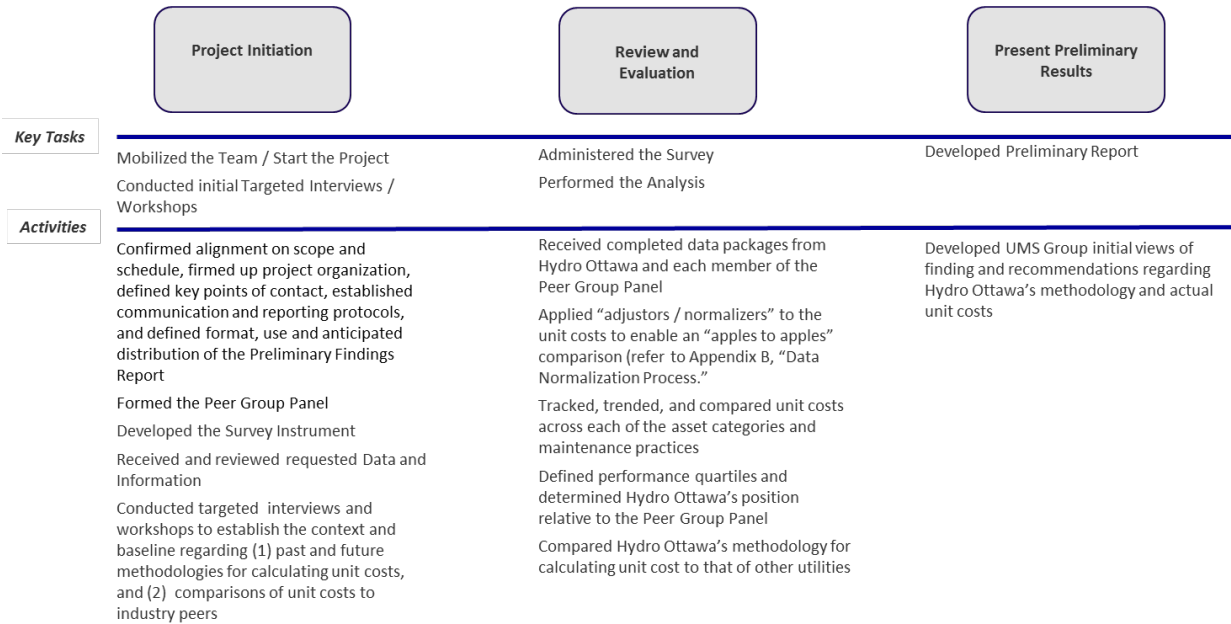 Project Initiation
Review and
Evaluation
Present Preliminary
Results
Key Tasks
Mobilized the Team / Start the Project
Conducted initial Targeted Interviews /
Workshops
Administered the Survey
Performed the Analysis
Developed Preliminary Report
Activities
Confirmed alignment on scope and
schedule, firmed up project organization,
defined key points of contact, established
communication and reporting protocols,
and defined format, use and anticipated
distribution of the Preliminary Findings
Report
Formed the Peer Group Panel
Developed the Survey Instrument
Received and reviewed requested Data and
Information
Conducted targeted interviews and
workshops to establish the context and
baseline regarding (1) past and future
methodologies for calculating unit costs,
and (2) comparisons of unit costs to
industry peers
Received completed data packages from
Hydro Ottawa and each member of the
Peer Group Panel
Applied “adjustors / normalizers” to the
unit costs to enable an “apples to apples”
comparison (refer to Appendix B, “Data
Normalization Process.”
Tracked, trended, and compared unit costs
across each of the asset categories and
maintenance practices
Defined performance quartiles and
determined Hydro Ottawa’s position
relative to the Peer Group Panel
Compared Hydro Ottawa’s methodology for
calculating unit cost to that of other utilities
Developed UMS Group initial views of
finding and recommendations regarding
Hydro Ottawa’s methodology and actual
unit costs